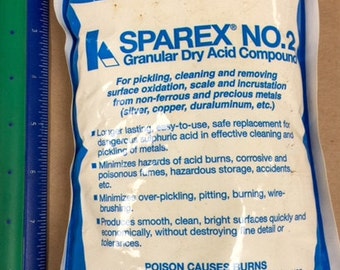 SPAREX® NO.2
Granular Dry Acid Compound
For pickling, cleaning and removing
surface oxidation, scale and incrustation
from non-ferrous and precious metals
(silver, copper, duraluminum, etc.)
■ Longer lasting, easy-to-use, safe replacement for
dangerous sulphuric acid in effective cleaning and
pickling of metals.
■ Minimizes hazards of acid burns, corrosive and
poisonous fumes, hazardous storage, accidents,
etc.
■ Minimizes over-pickling, pitting, burning, wire-
brushing.
■ Produces smooth, clean, bright surfaces quickly and
economically, without destroying fine detail or
tolerances.
POISON CAUSES BURNS